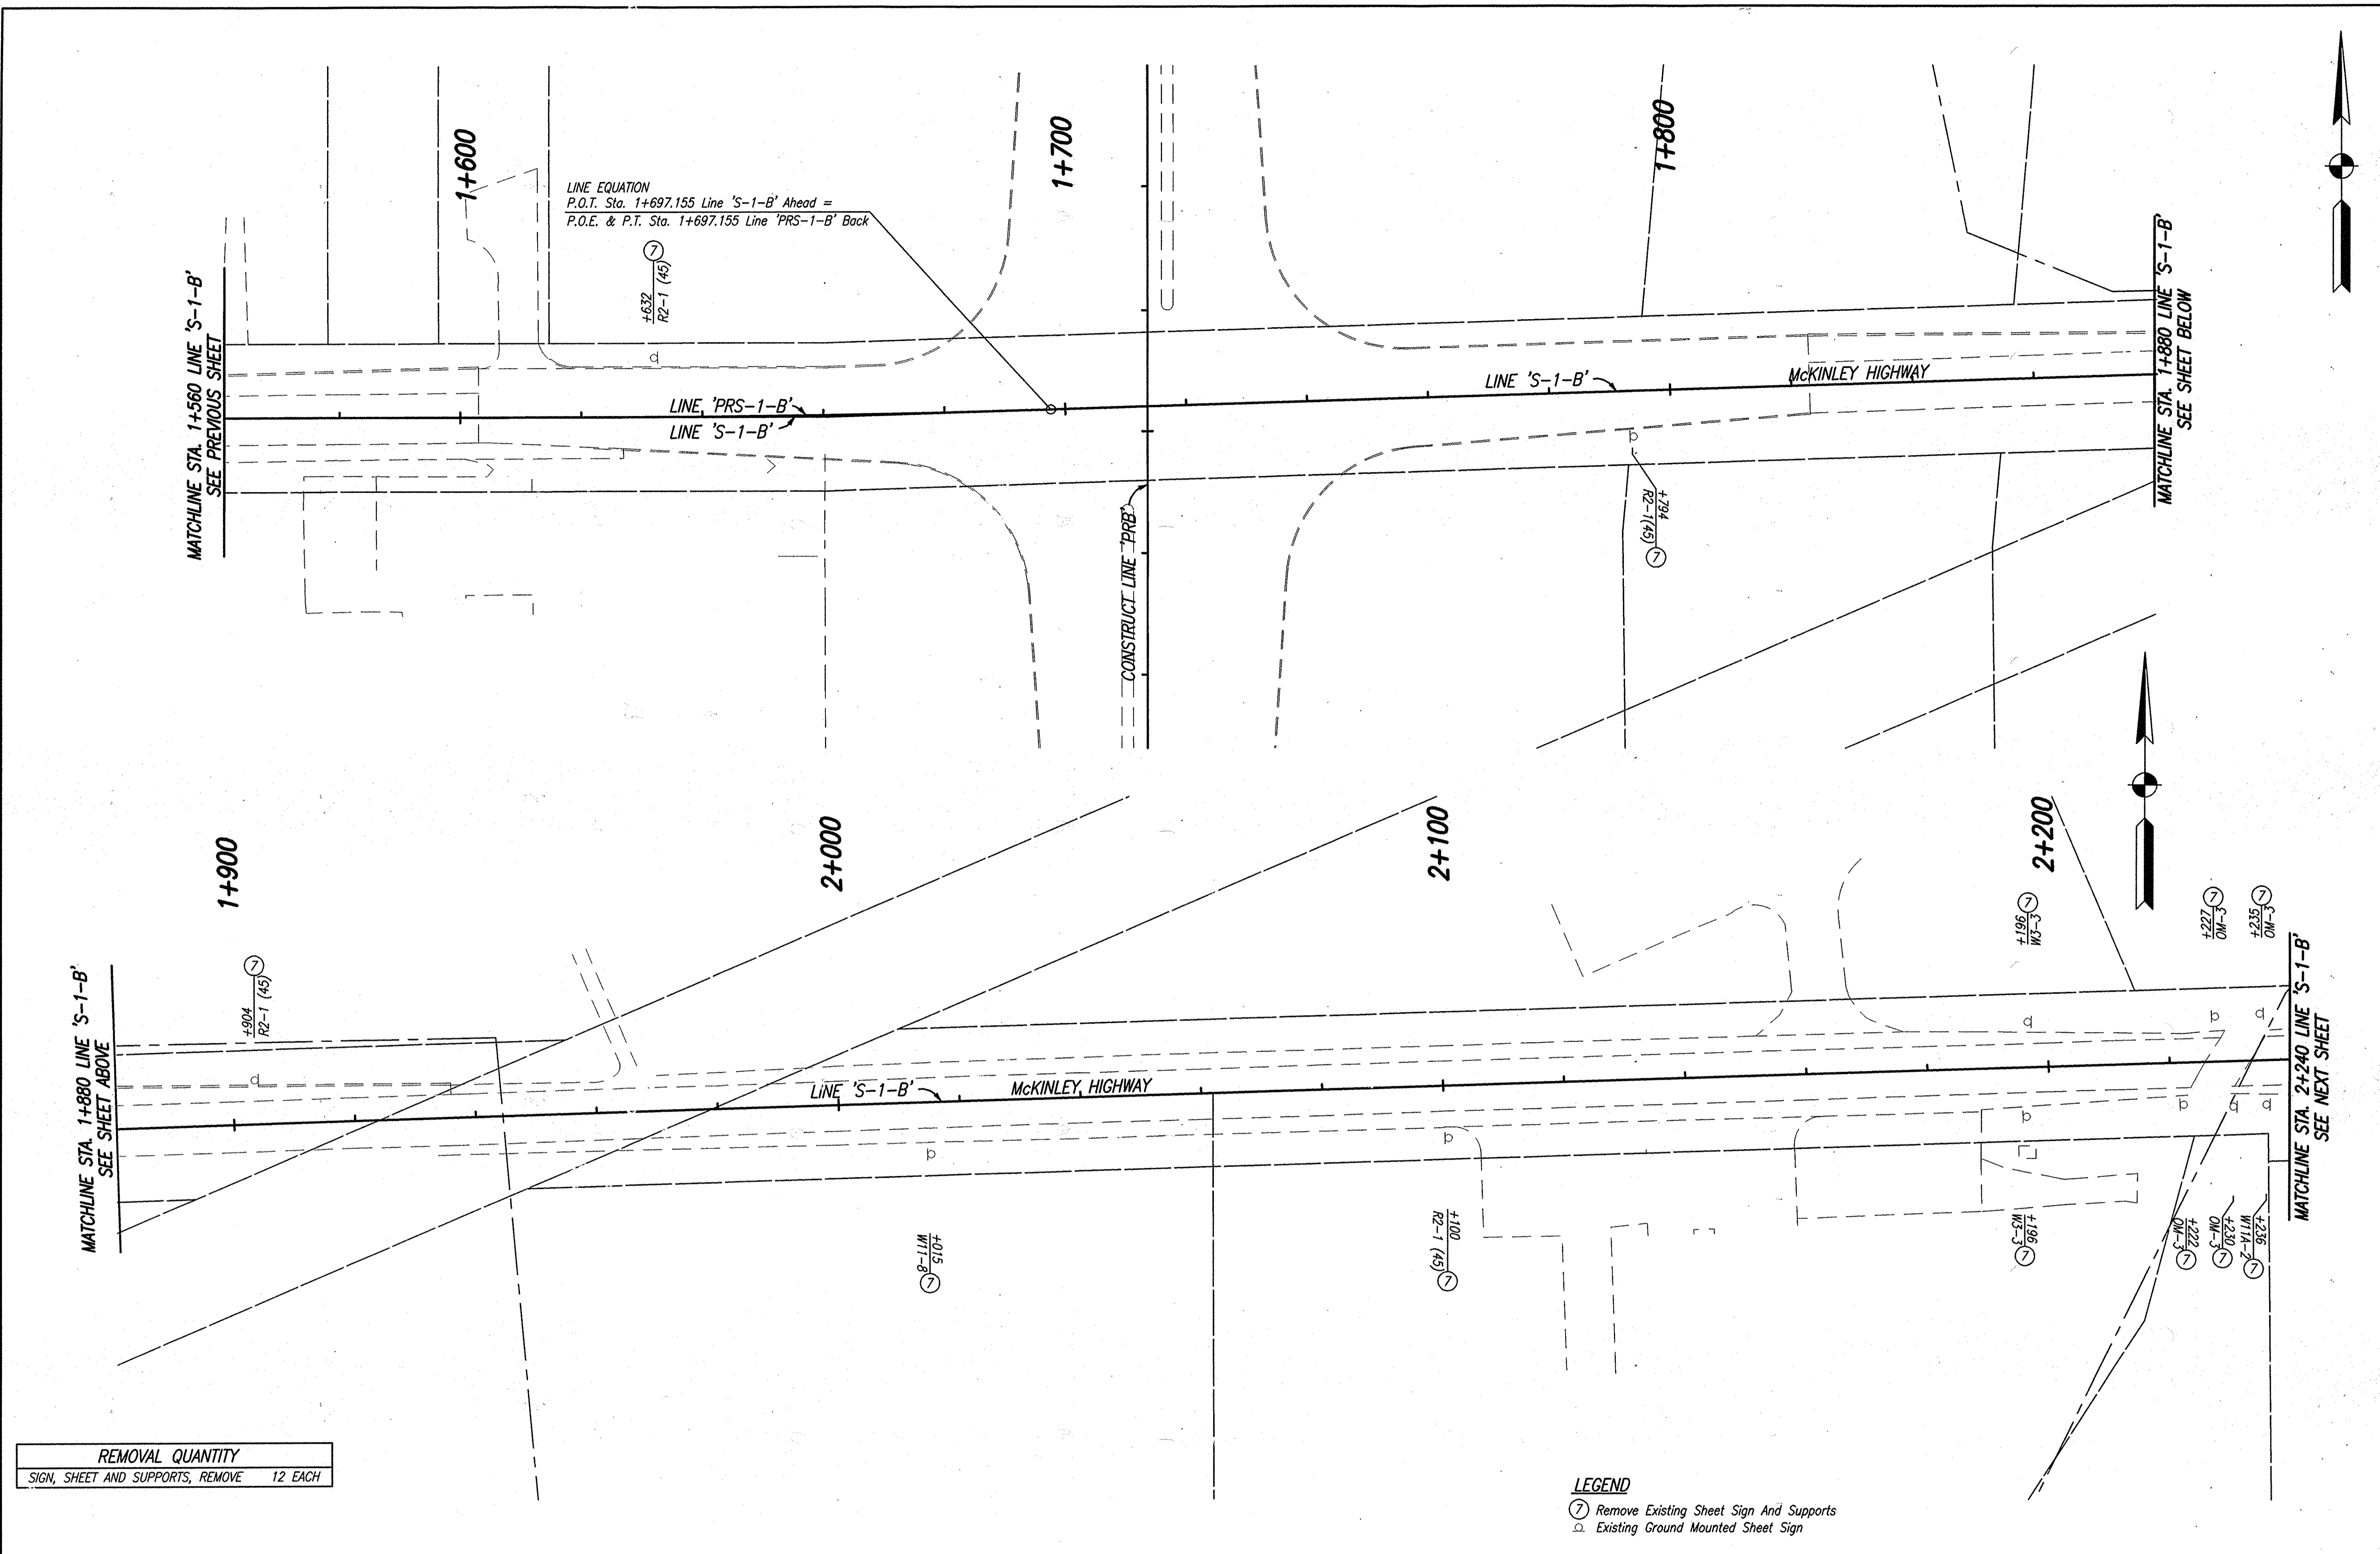 1+600
1+700
1+800
LINE EQUATION
P.O.T. Sta. 1+697.155 Line 'S-1-B' Ahead =
P.O.E. & P.T. Sta. 1+697.155 Line 'PRS-1-B' Back
7
+632
R2-1 (45)
MATCHLINE STA. 1+560 LINE 'S-1-B'
SEE PREVIOUS SHEET
LINE 'PRS-1-B'
LINE 'S-1-B'
LINE 'S-1-B'
McKINLEY HIGHWAY
MATCHLINE STA. 1+880 LINE 'S-1-B'
SEE SHEET BELOW
CONSTRUCT LINE 'PRB'
+794
R2-1(45)
7
1+900
2+000
2+100
2+200
7
+904
R2-1 (45)
7
+196
W3-3
7
+227
OM-3
7
+235
OM-3
MATCHLINE STA. 1+880 LINE 'S-1-B'
SEE SHEET ABOVE
LINE 'S-1-B'
McKINLEY HIGHWAY
MATCHLINE STA. 2+240 LINE 'S-1-B'
SEE NEXT SHEET
+015
W11-8
7
+100
R2-1 (45)
7
+196
W3-3
7
+222
OM-3
7
+230
OM-3
7
+236
W11A-2
7
REMOVAL QUANTITY
SIGN, SHEET AND SUPPORTS, REMOVE 12 EACH
LEGEND
7 Remove Existing Sheet Sign And Supports
Existing Ground Mounted Sheet Sign